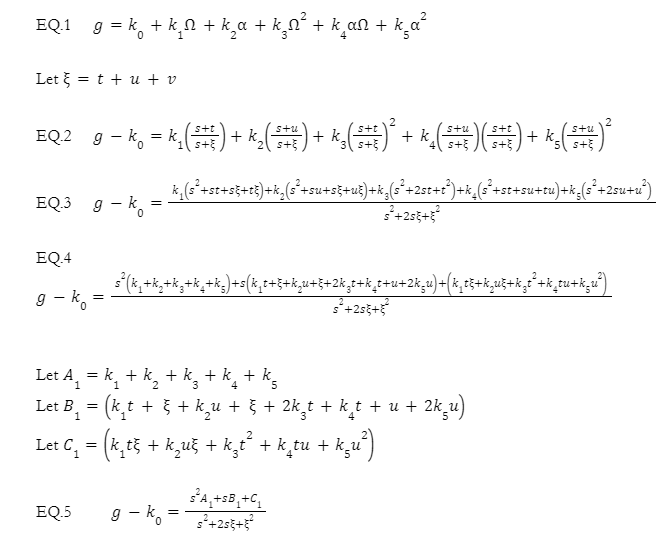 EQ.1 g = k₀ + k₁Ω + k₂α + k₃Ω² + k₄αΩ + k₅α²
Let ξ = t + u + v
EQ.2 g − k₀ = k₁((s+t)/(s+ξ)) + k₂((s+u)/(s+ξ)) + k₃((s+t)/(s+ξ))² + k₄((s+u)/(s+ξ))((s+t)/(s+ξ)) + k₅((s+u)/(s+ξ))²
EQ.3 g − k₀ = (k₁(s²+st+sξ+tξ)+k₂(s²+su+sξ+uξ)+k₃(s²+2st+t²)+k₄(s²+st+su+tu)+k₅(s²+2su+u²))/(s²+2sξ+ξ²)
EQ.4
g − k₀ = (s²(k₁+k₂+k₃+k₄+k₅)+s(k₁t+ξ+k₂u+ξ+2k₃t+k₄t+u+2k₅u)+(k₁tξ+k₂uξ+k₃t²+k₄tu+k₅u²))/(s²+2sξ+ξ²)
Let A₁ = k₁ + k₂ + k₃ + k₄ + k₅
Let B₁ = (k₁t + ξ + k₂u + ξ + 2k₃t + k₄t + u + 2k₅u)
Let C₁ = (k₁tξ + k₂uξ + k₃t² + k₄tu + k₅u²)
EQ.5 g − k₀ = (s²A₁+sB₁+C₁)/(s²+2sξ+ξ²)